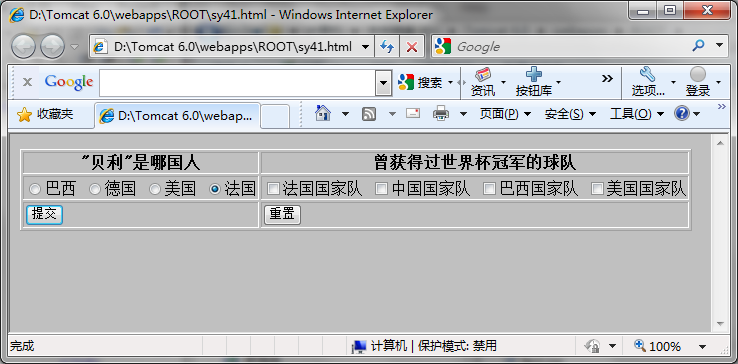 D:\Tomcat 6.0\webapps\ROOT\sy41.html - Windows Internet Explorer
D:\Tomcat 6.0\webapps\ROOT\sy41.html Google
x Google 搜索 资讯 按钮库 » 选项... 登录
收藏夹 D:\Tomcat 6.0\webap... 页面(P) 安全(S) 工具(O) »
"贝利"是哪国人 曾获得过世界杯冠军的球队
巴西 德国 美国 法国 法国国家队 中国国家队 巴西国家队 美国国家队
提交 重置
完成 计算机 | 保护模式: 禁用 100%